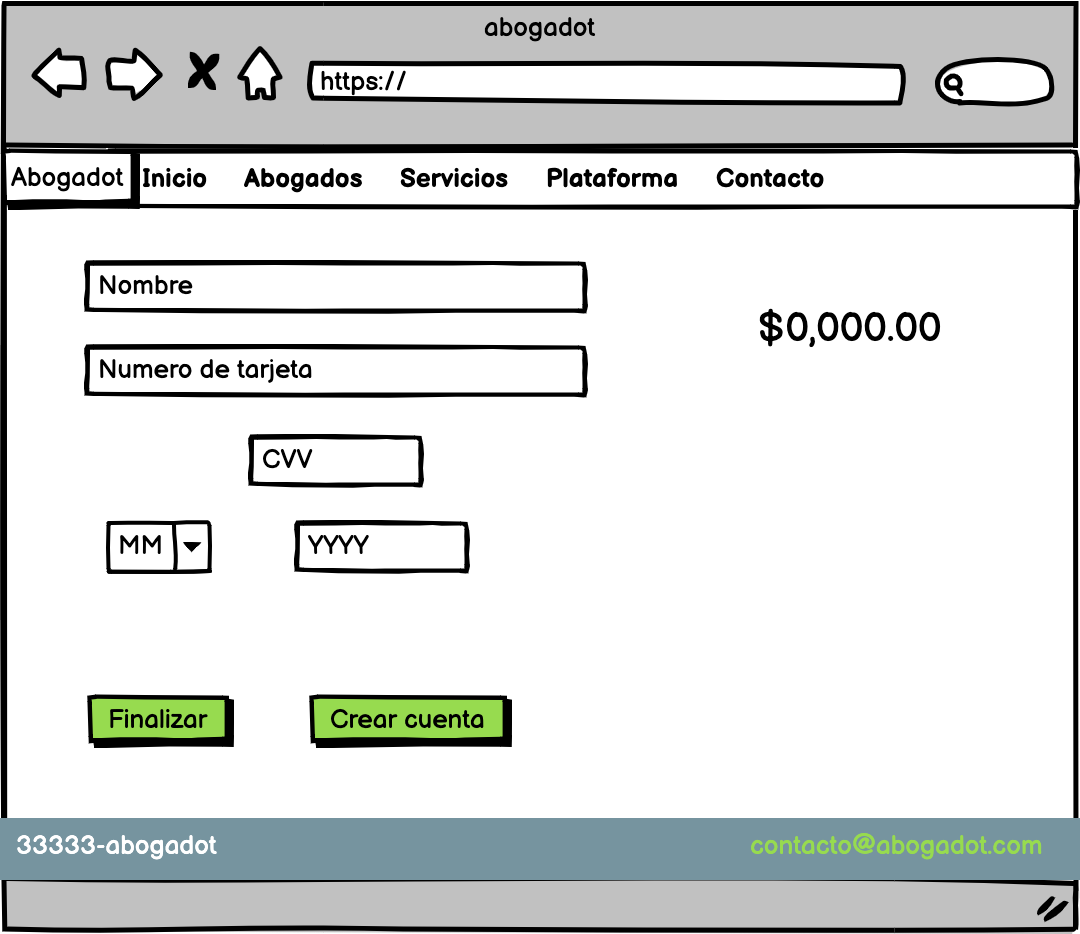 abogadot
https://
Abogadot Inicio Abogados Servicios Plataforma Contacto
Nombre
$0,000.00
Numero de tarjeta
CVV
MM YYYY
Finalizar Crear cuenta
33333-abogadot contacto@abogadot.com